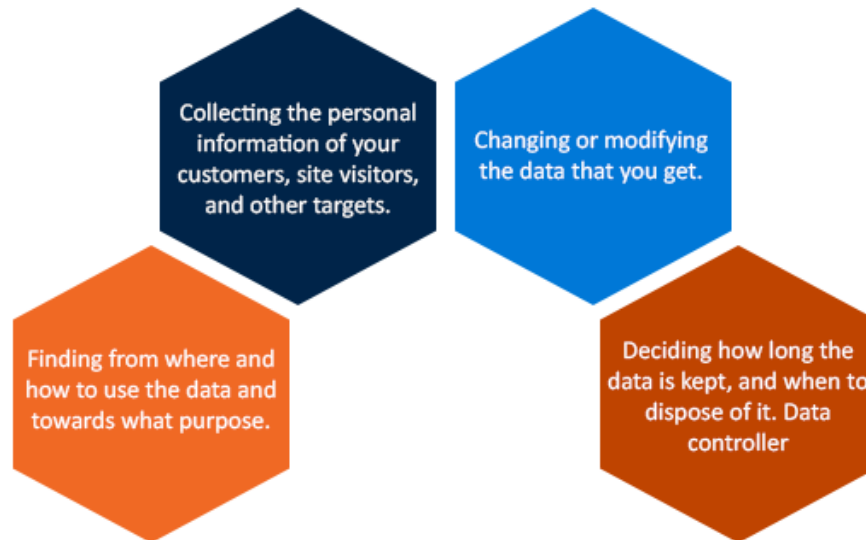 Collecting the personal
information of your
customers, site visitors,
and other targets.
Changing or modifying
the data that you get.
Finding from where and
how to use the data and
towards what purpose.
Deciding how long the
data is kept, and when to
dispose of it. Data
controller